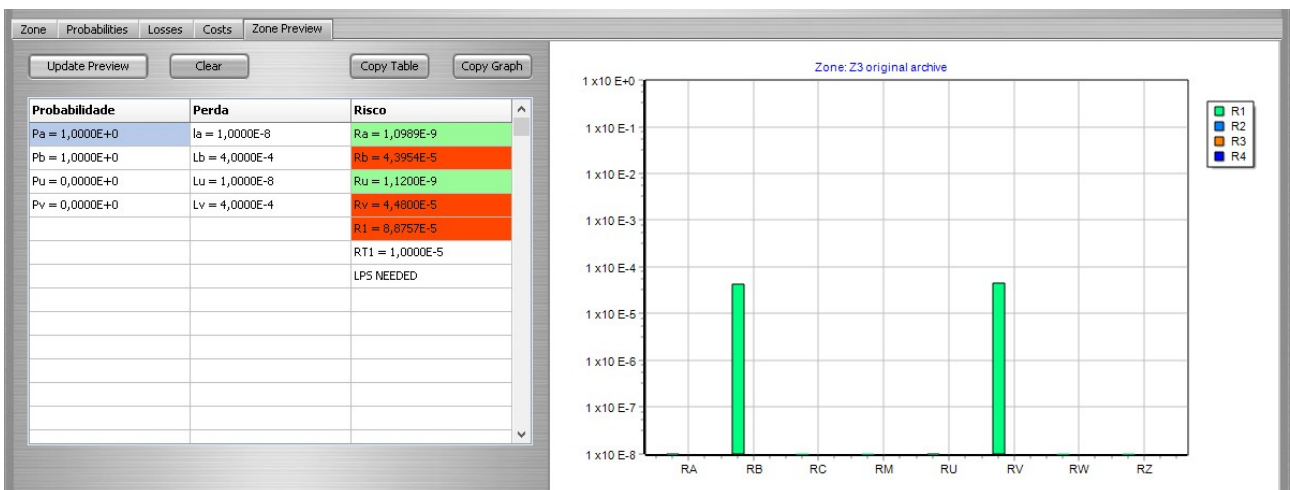 Zone Probabilities Losses Costs Zone Preview
Update Preview Clear Copy Table Copy Graph
Probabilidade Perda Risco
Pa = 1,0000E+0 la = 1,0000E-8 Ra = 1,0989E-9
Pb = 1,0000E+0 Lb = 4,0000E-4 Rb = 4,3954E-5
Pu = 0,0000E+0 Lu = 1,0000E-8 Ru = 1,1200E-9
Pv = 0,0000E+0 Lv = 4,0000E-4 Rv = 4,4800E-5
R1 = 8,8757E-5
RT1 = 1,0000E-5
LPS NEEDED
Zone: Z3 original archive
1 x10 E+0
1 x10 E-1
1 x10 E-2
1 x10 E-3
1 x10 E-4
1 x10 E-5
1 x10 E-6
1 x10 E-7
1 x10 E-8
RA RB RC RM RU RV RW RZ
R1
R2
R3
R4